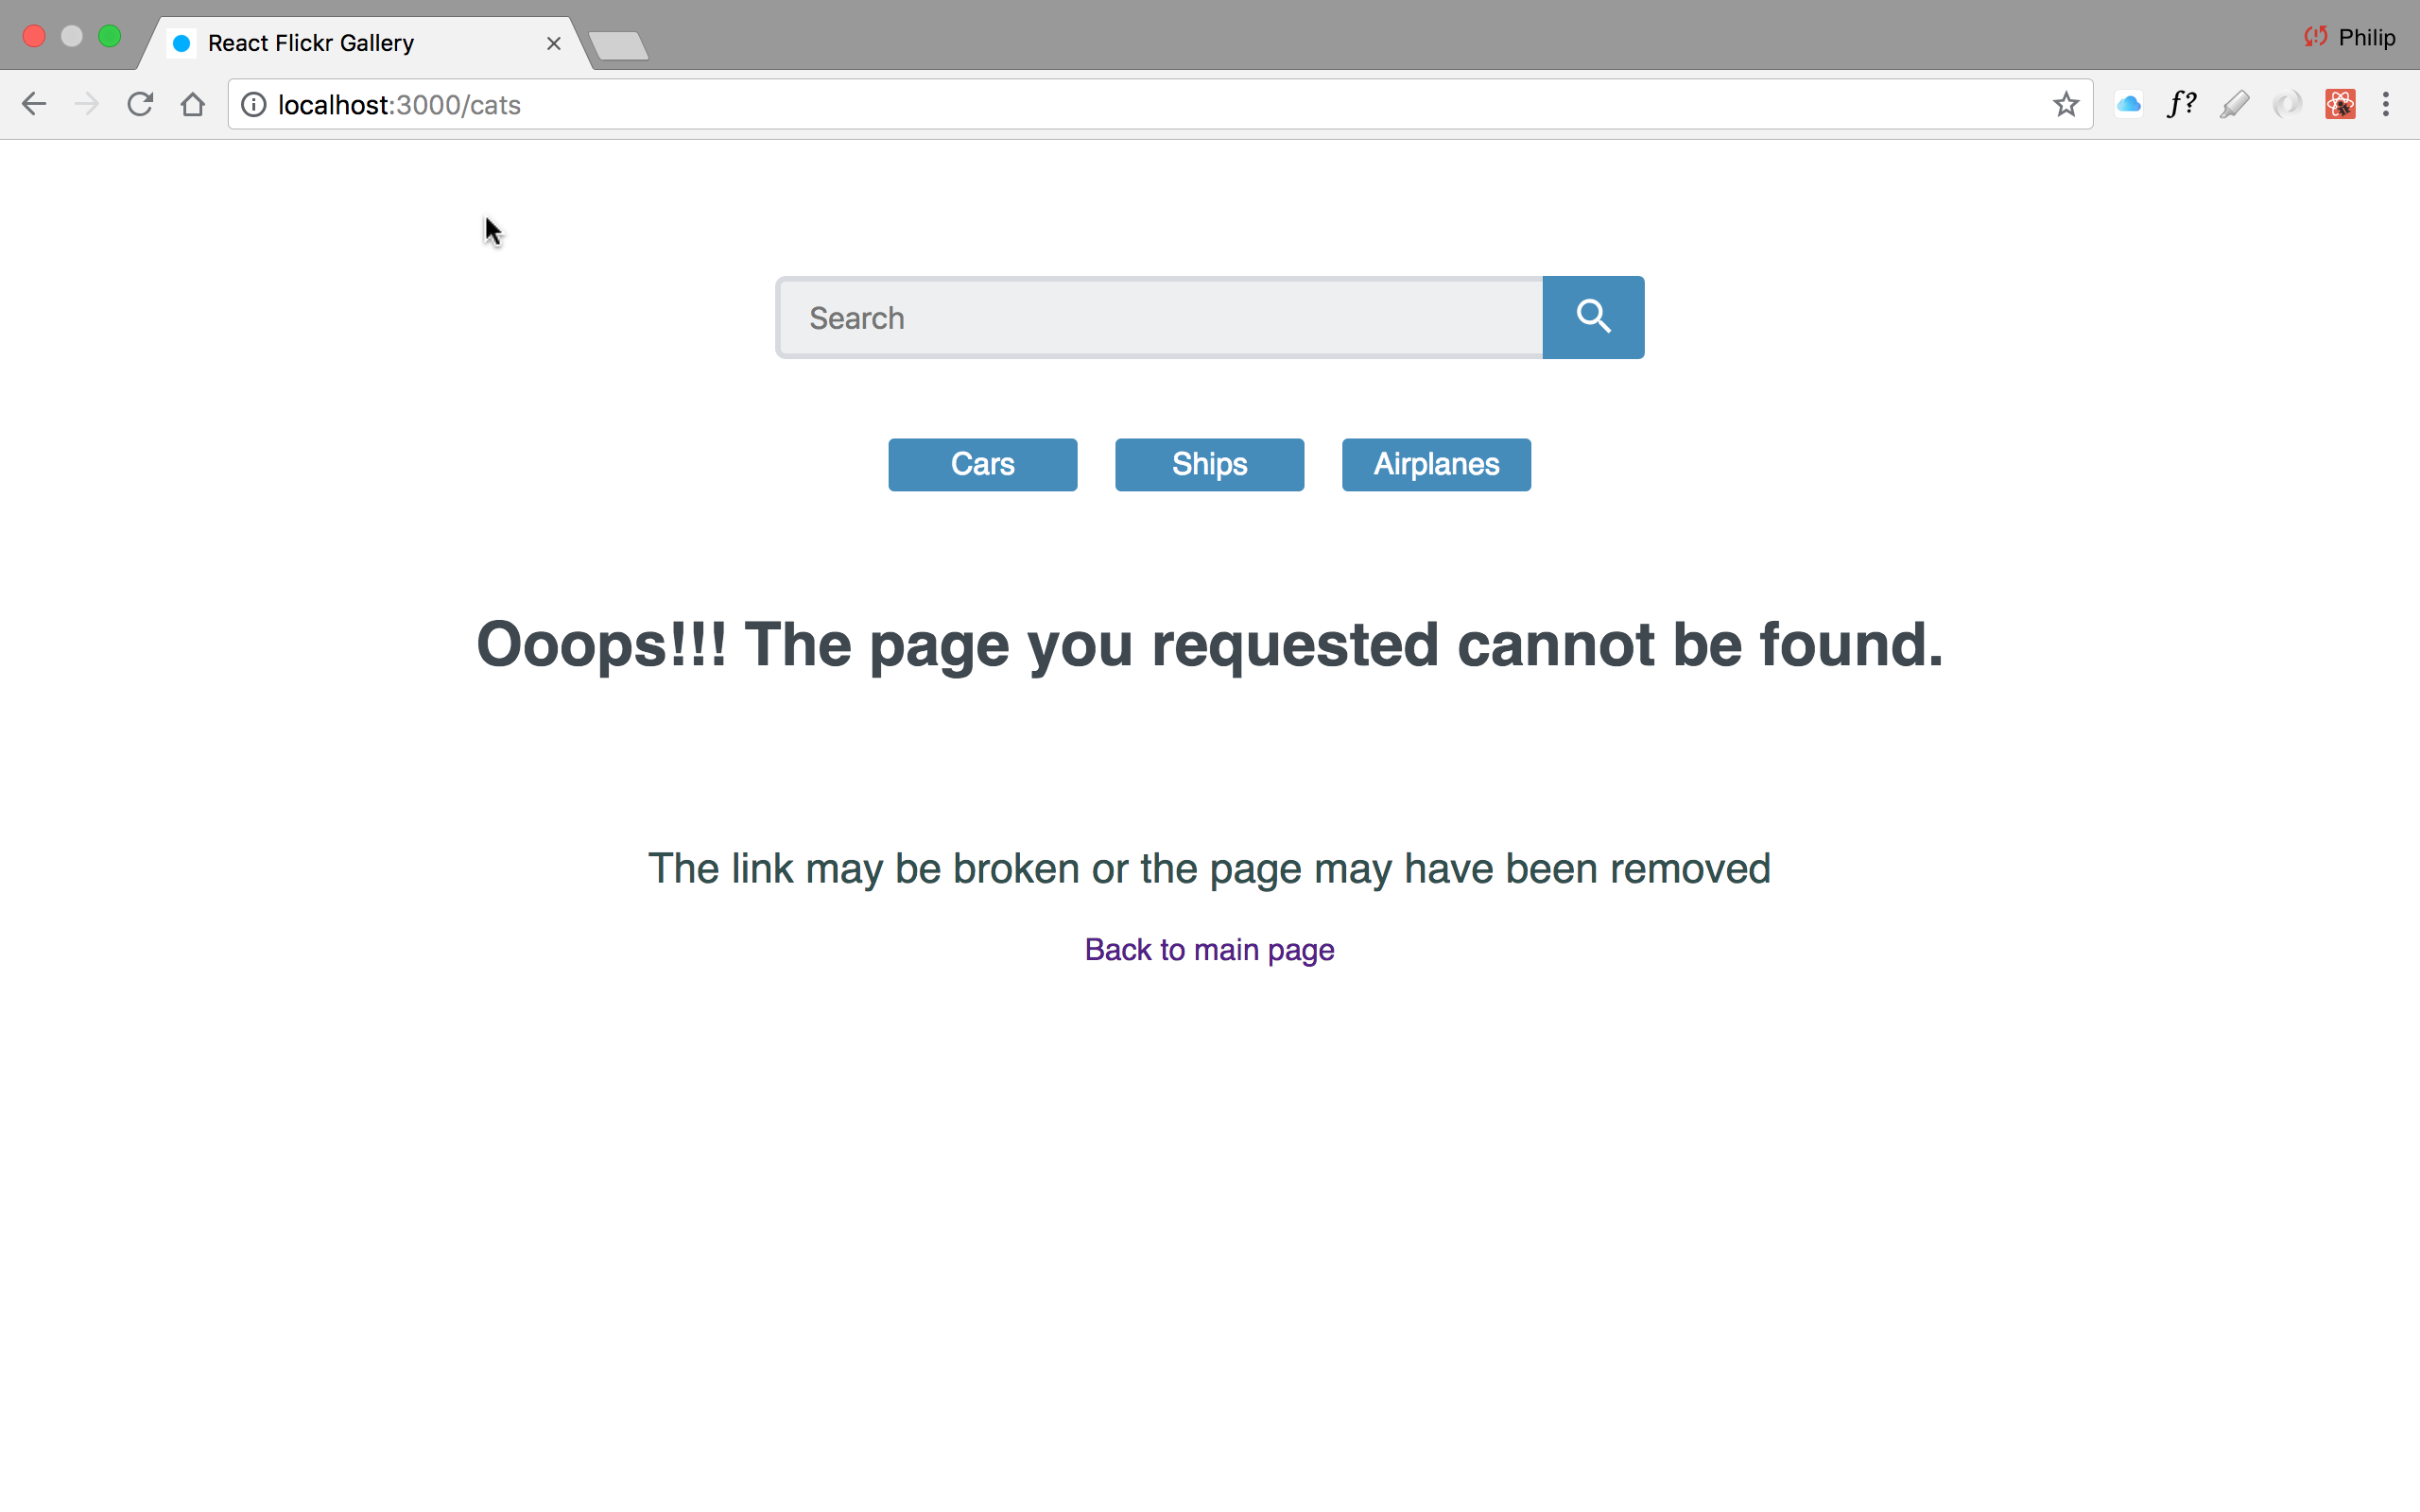 React Flickr Gallery
Philip
localhost:3000/cats
f?
Search
Cars
Ships
Airplanes
Ooops!!! The page you requested cannot be found.
The link may be broken or the page may have been removed
Back to main page